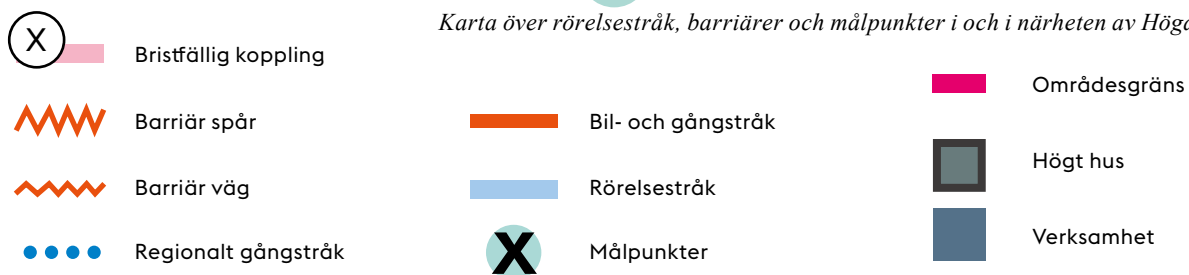 Karta över rörelsestråk, barriärer och målpunkter i och i närheten av
X
Bristfällig koppling
Barriär spår
Barriär väg
Regionalt gångstråk
Bil- och gångstråk
Rörelsestråk
X
Målpunkter
Områdesgräns
Högt hus
Verksamhet